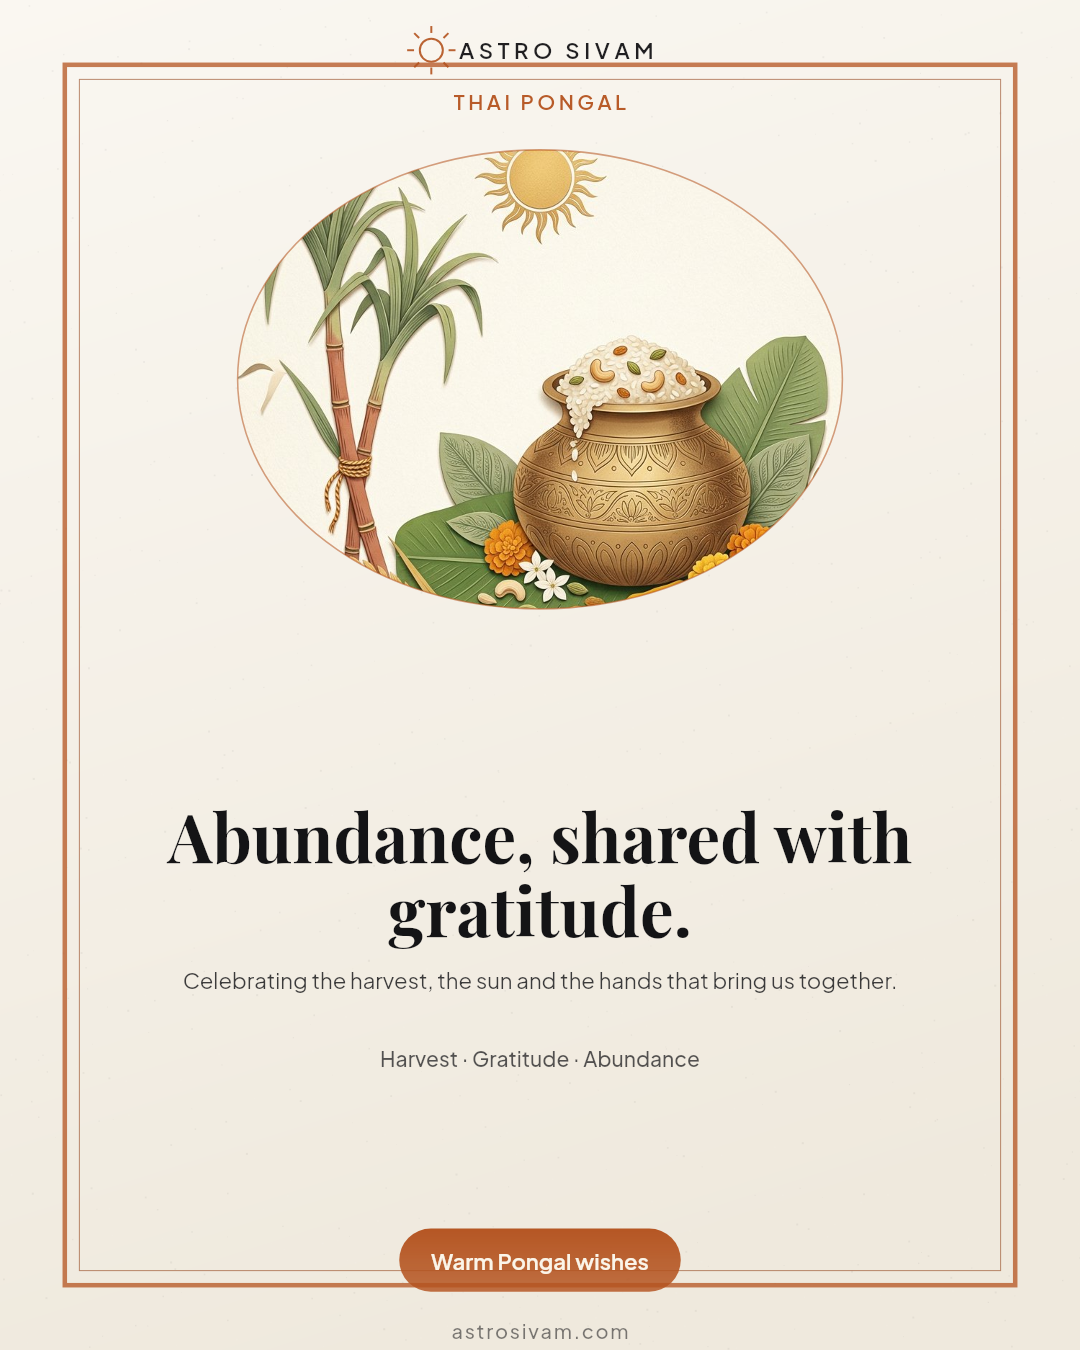 ASTRO SIVAM
THAI PONGAL
Abundance, shared with
gratitude.
Celebrating the harvest, the sun and the hands that bring us together.
Harvest · Gratitude · Abundance
Warm Pongal wishes
astrosivam.com